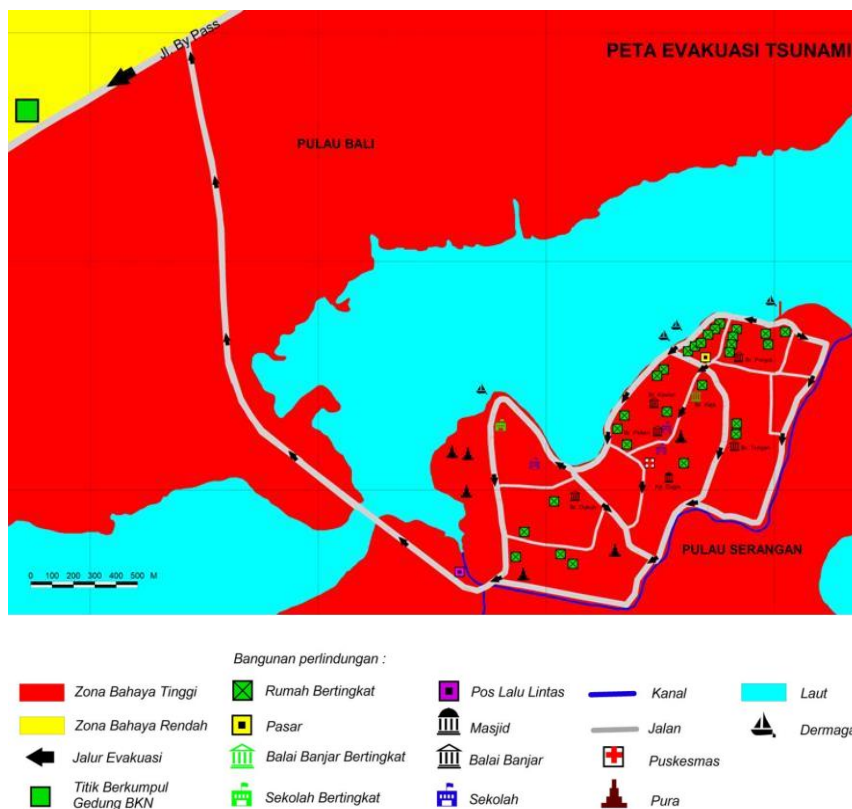 Jl. By Pass
PETA EVAKUASI TSUNAMI
PULAU BALI
PULAU SERANGAN
0 100 200 300 400 500 M
Bangunan perlindungan :
Zona Bahaya Tinggi
Rumah Bertingkat
Pos Lalu Lintas
Kanal
Laut
Zona Bahaya Rendah
Pasar
Masjid
Jalan
Dermaga
Jalur Evakuasi
Balai Banjar Bertingkat
Balai Banjar
Puskesmas
Titik Berkumpul
Gedung BKN
Sekolah Bertingkat
Sekolah
Pura